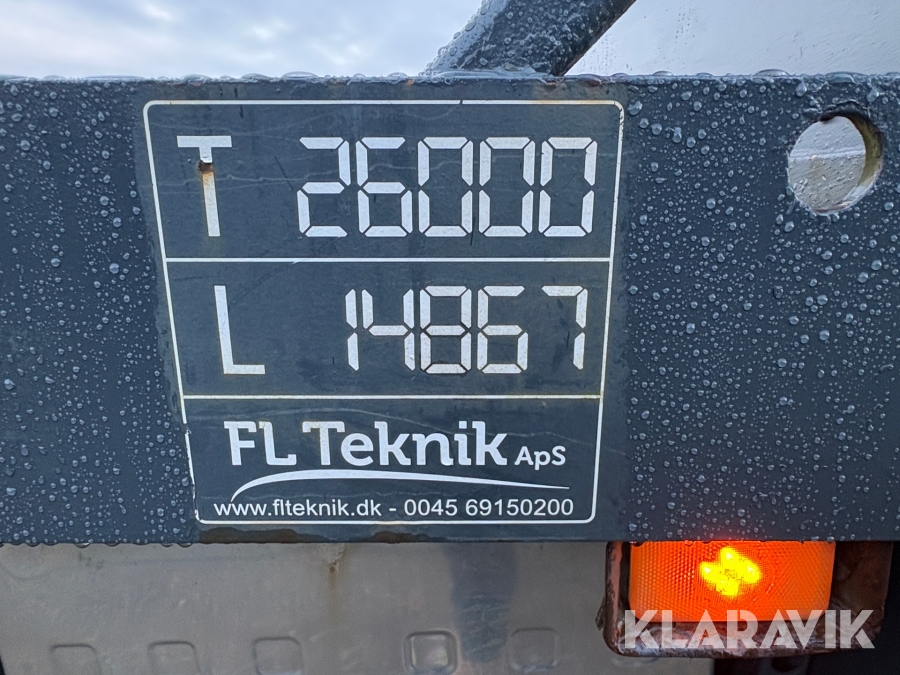 T 26000
L 14867
FL Teknik ApS
www.flteknik.dk - 0045 69150200
KLARAVIK